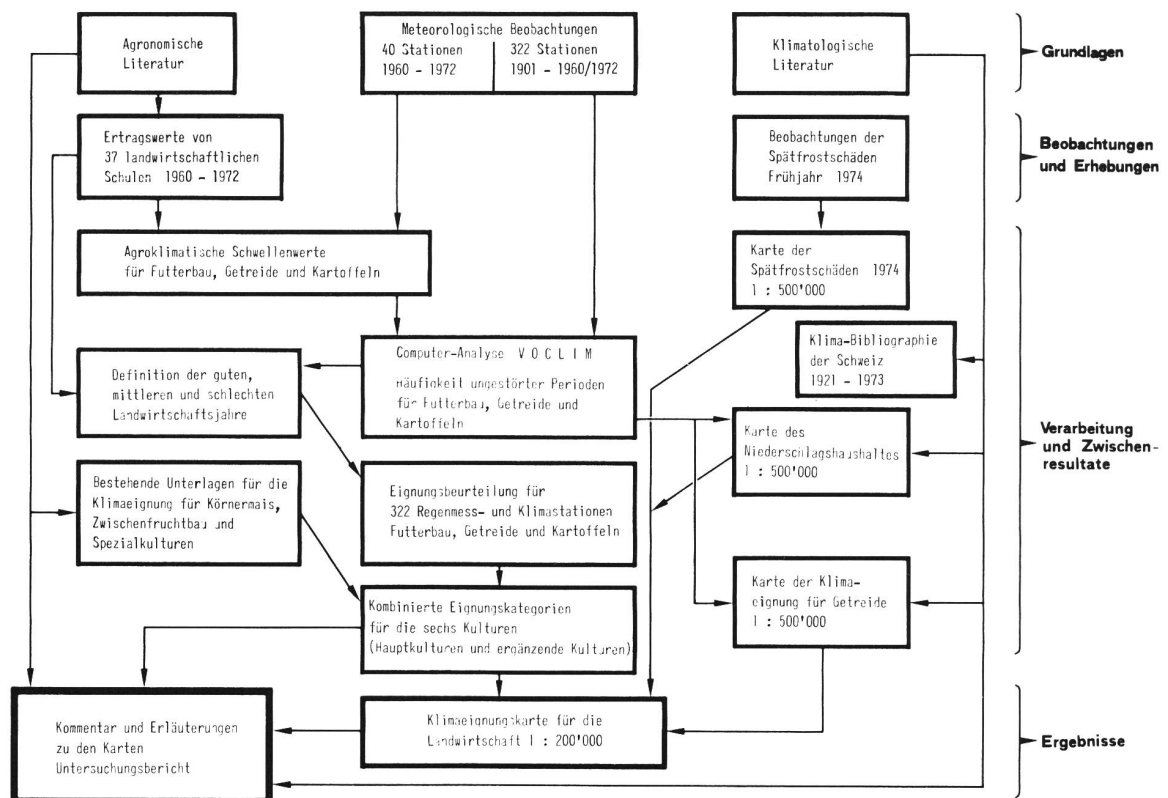 Agronomische
Literatur
Meteorologische Beobachtungen
40 Stationen
1960 - 1972
322 Stationen
1901 - 1960/1972
Klimatologische
Literatur
Grundlagen
Ertragswerte von
37 landwirtschaftlichen
Schulen 1960 - 1972
Beobachtungen der
Spätfrostschäden
Frühjahr 1974
Beobachtungen
und Erhebungen
Agroklimatische Schwellenwerte
für Futterbau, Getreide und Kartoffeln
Karte der
Spätfrostschäden 1974
1 : 500'000
Klima-Bibliographie
der Schweiz
1921 - 1973
Definition der guten,
mittleren und schlechten
Landwirtschaftsjahre
Computer-Analyse V O C L I M
Häufigkeit ungestörter Perioden
für Futterbau, Getreide und
Kartoffeln
Karte des
Niederschlagshaushaltes
1 : 500'000
Verarbeitung
und Zwischen-
resultate
Bestehende Unterlagen für die
Klimaeignung für Körnermais,
Zwischenfruchtbau und
Spezialkulturen
Eignungsbeurteilung für
322 Regenmess- und Klimastationen
Futterbau, Getreide und Kartoffeln
Kombinierte Eignungskategorien
für die sechs Kulturen
(Hauptkulturen und ergänzende Kulturen)
Karte der Klima-
eignung für Getreide
1 : 500'000
Kommentar und Erläuterungen
zu den Karten
Untersuchungsbericht
Klimaeignungskarte für die
Landwirtschaft 1 : 200'000
Ergebnisse